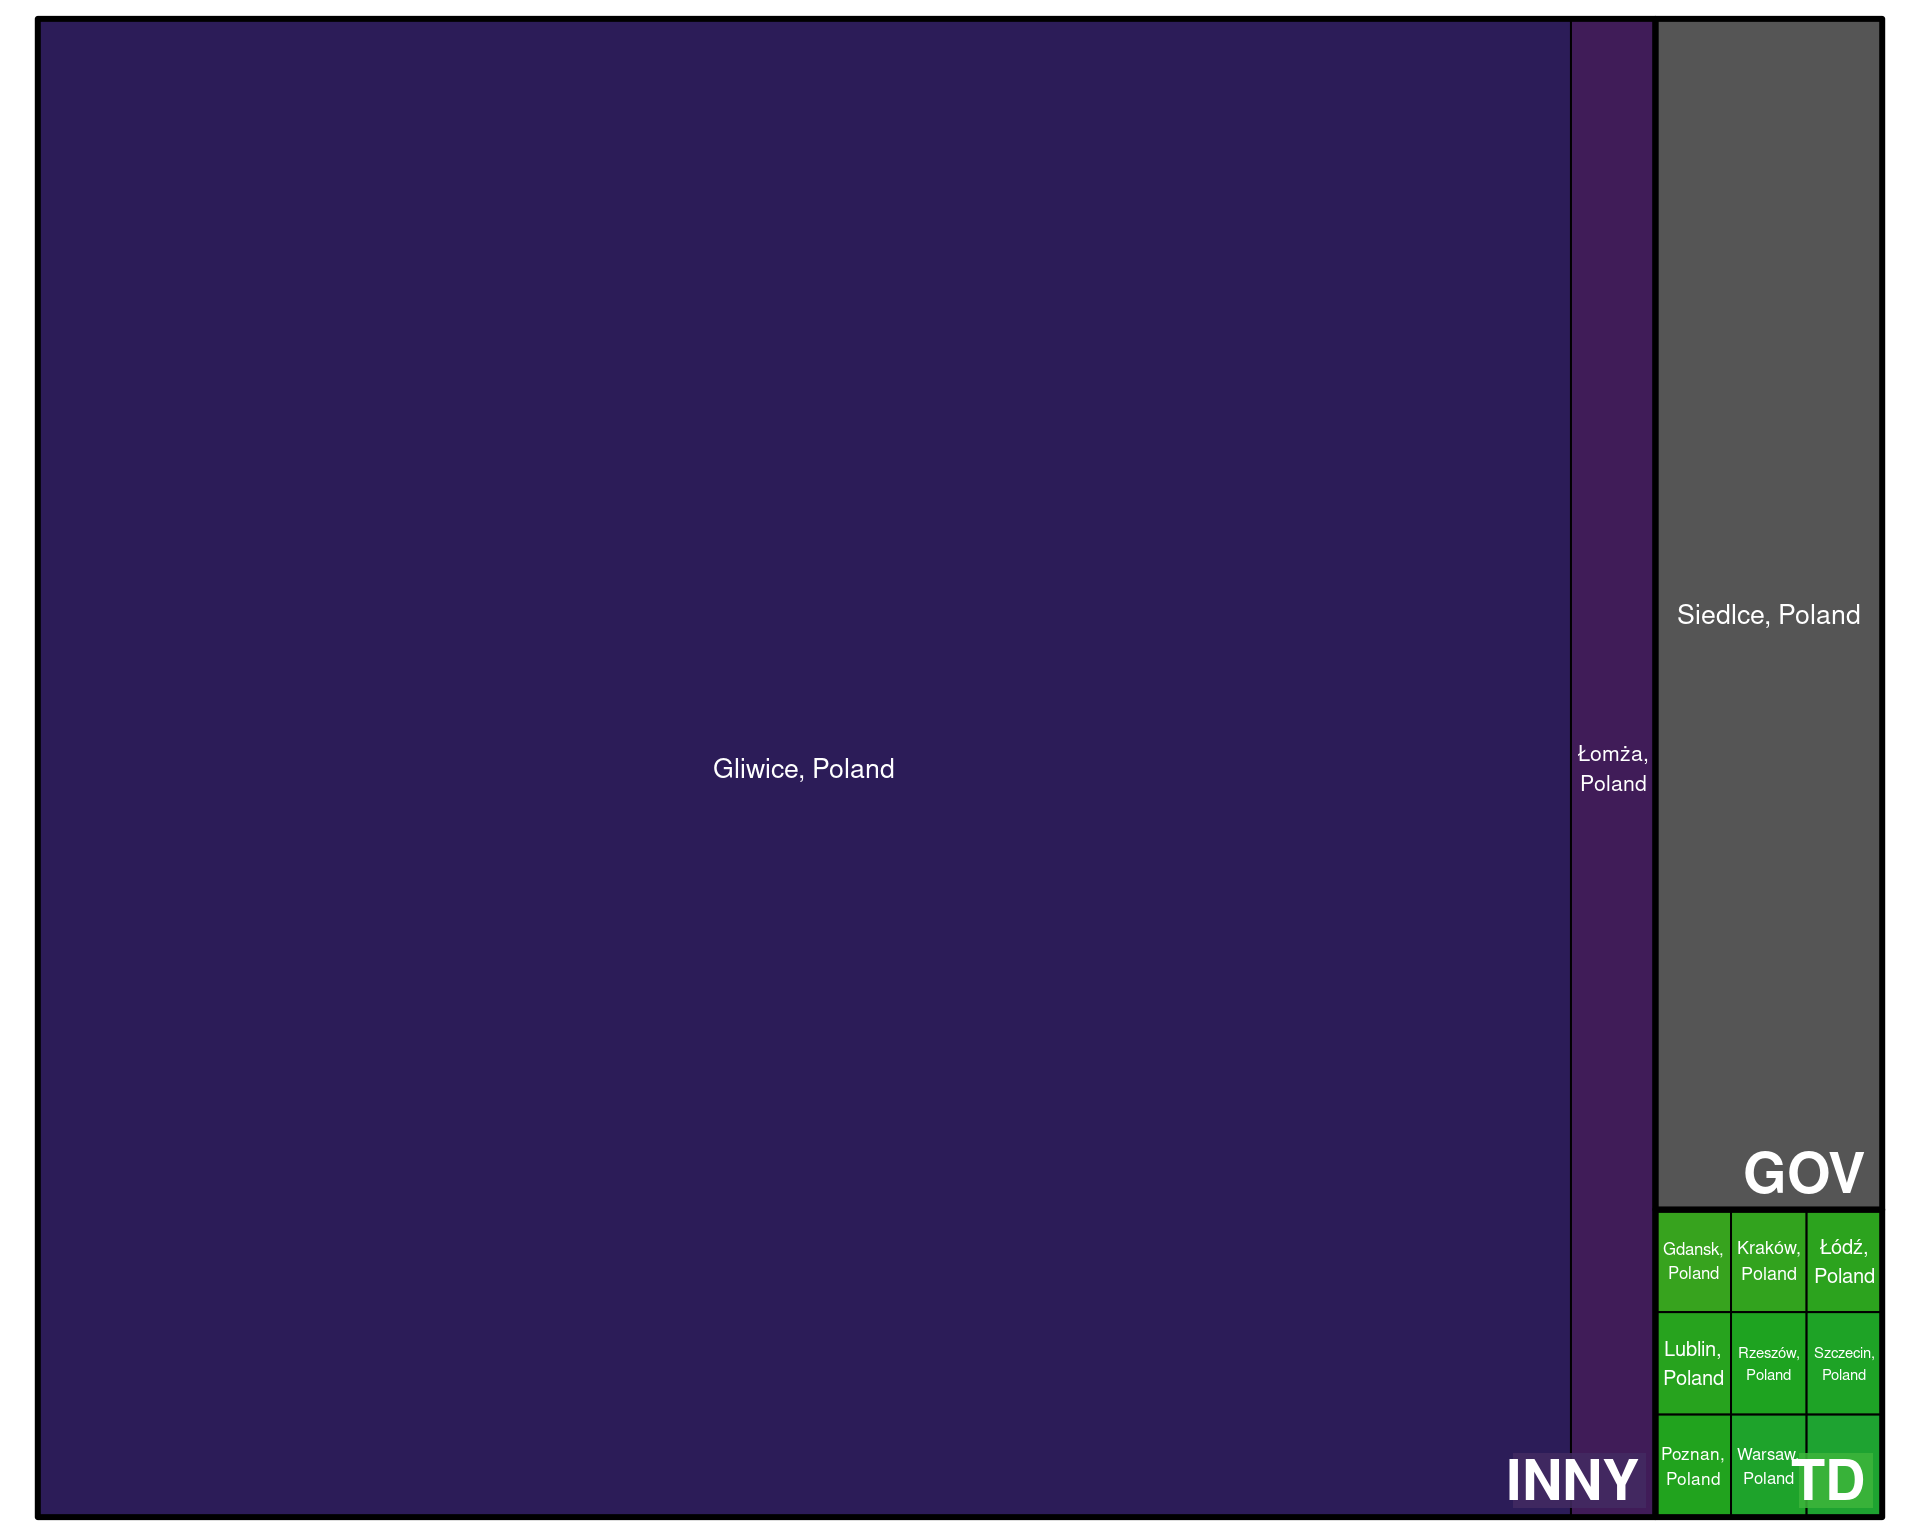 Gliwice, Poland
Łomża,
Poland
INNY
Siedlce, Poland
GOV
Gdansk,
Poland
Kraków,
Poland
Łódź,
Poland
Lublin,
Poland
Rzeszów,
Poland
Szczecin,
Poland
Poznan,
Poland
Warsaw,
Poland
TD